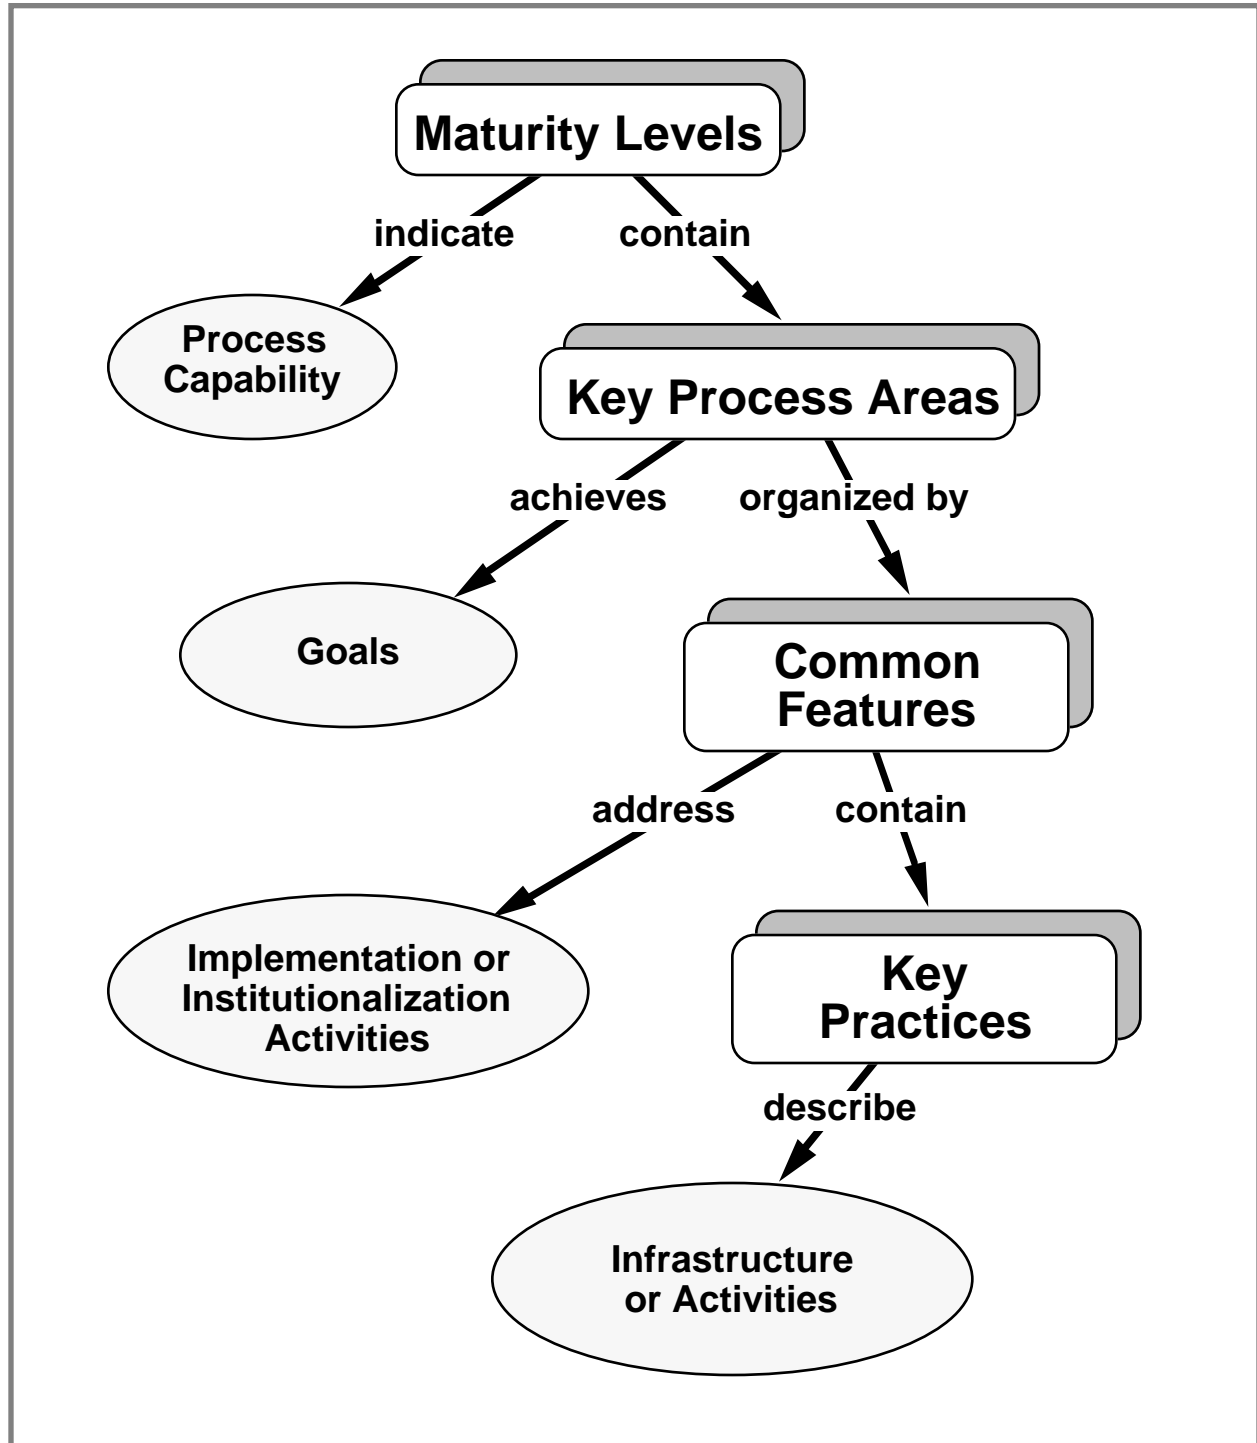 Maturity Levels
indicate
contain
Process
Capability
Key Process Areas
achieves
organized by
Goals
Common
Features
address
contain
Implementation or
Institutionalization
Activities
Key
Practices
describe
Infrastructure
or Activities